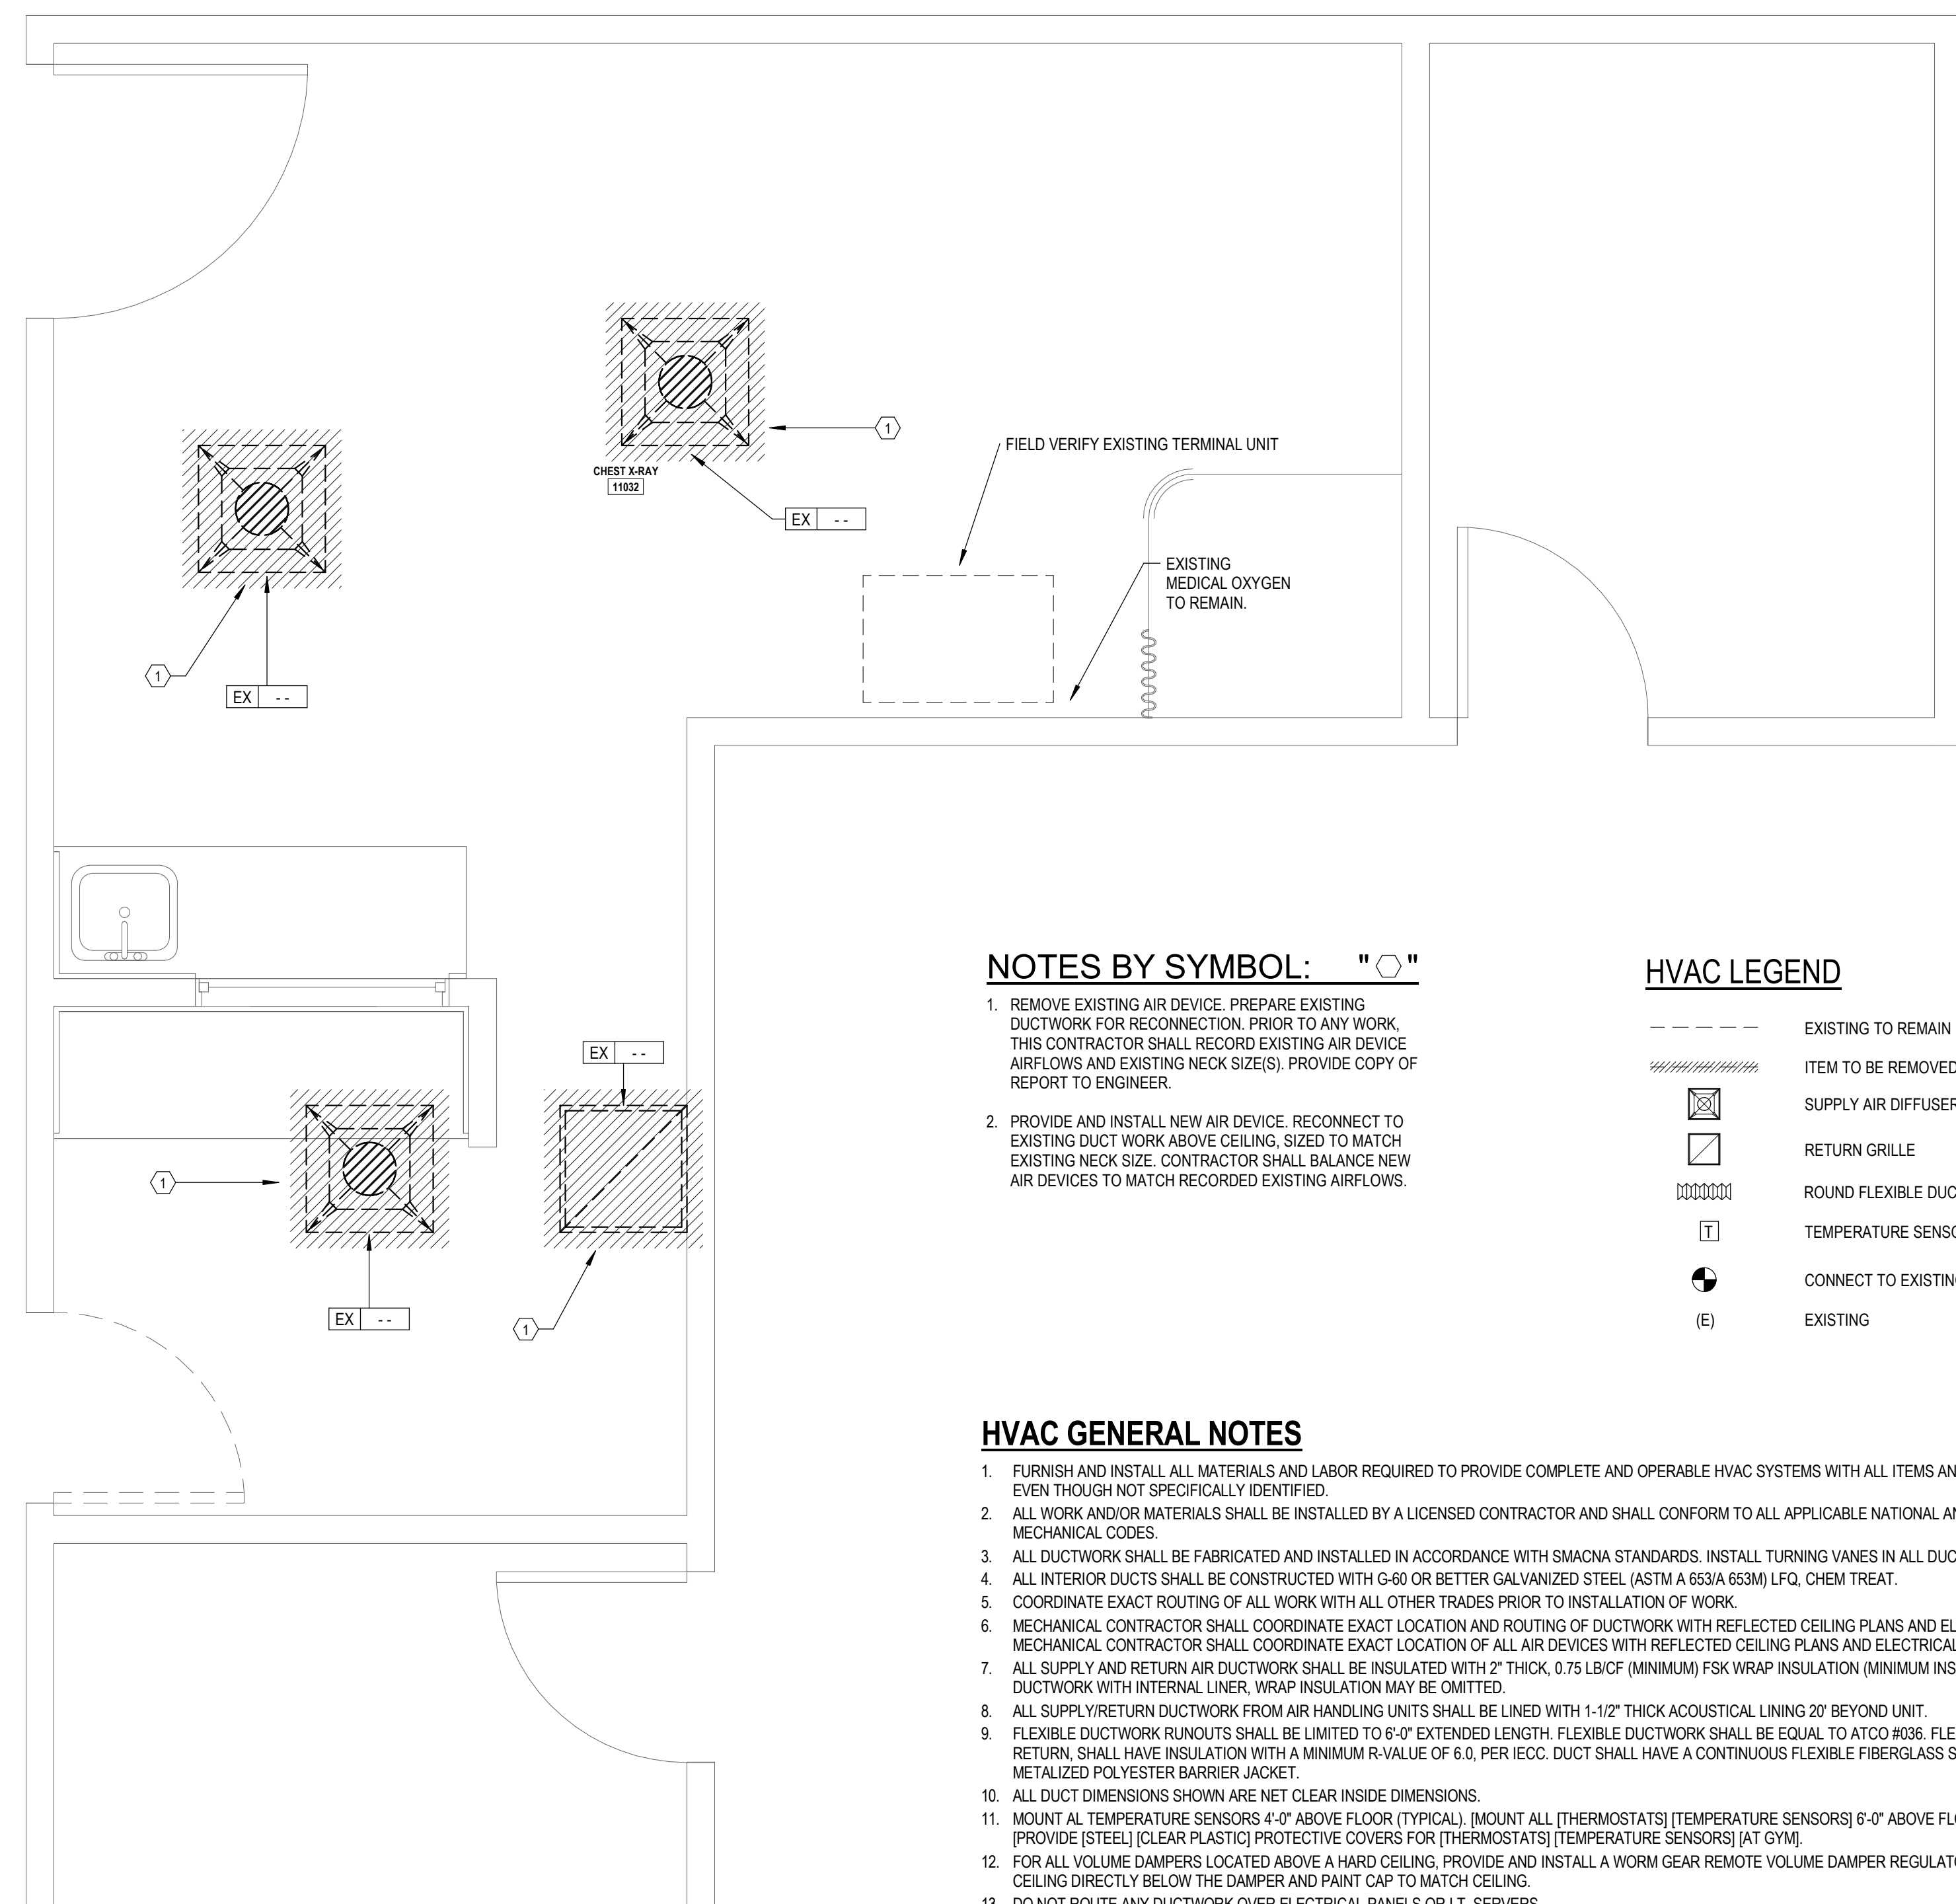 1
FIELD VERIFY EXISTING TERMINAL UNIT
CHEST X-RAY
11032
EX - -
EXISTING
MEDICAL OXYGEN
TO REMAIN.
1
EX - -
NOTES BY SYMBOL: "⬡"
1. REMOVE EXISTING AIR DEVICE. PREPARE EXISTING
DUCTWORK FOR RECONNECTION. PRIOR TO ANY WORK,
THIS CONTRACTOR SHALL RECORD EXISTING AIR DEVICE
AIRFLOWS AND EXISTING NECK SIZE(S). PROVIDE COPY OF
REPORT TO ENGINEER.
2. PROVIDE AND INSTALL NEW AIR DEVICE. RECONNECT TO
EXISTING DUCT WORK ABOVE CEILING, SIZED TO MATCH
EXISTING NECK SIZE. CONTRACTOR SHALL BALANCE NEW
AIR DEVICES TO MATCH RECORDED EXISTING AIRFLOWS.
HVAC LEGEND
EXISTING TO REMAIN
ITEM TO BE REMOVED
SUPPLY AIR DIFFUSER
RETURN GRILLE
ROUND FLEXIBLE DUC
T TEMPERATURE SENSO
CONNECT TO EXISTING
(E) EXISTING
EX - -
1
EX - -
1
HVAC GENERAL NOTES
1. FURNISH AND INSTALL ALL MATERIALS AND LABOR REQUIRED TO PROVIDE COMPLETE AND OPERABLE HVAC SYSTEMS WITH ALL ITEMS AN
EVEN THOUGH NOT SPECIFICALLY IDENTIFIED.
2. ALL WORK AND/OR MATERIALS SHALL BE INSTALLED BY A LICENSED CONTRACTOR AND SHALL CONFORM TO ALL APPLICABLE NATIONAL AN
MECHANICAL CODES.
3. ALL DUCTWORK SHALL BE FABRICATED AND INSTALLED IN ACCORDANCE WITH SMACNA STANDARDS. INSTALL TURNING VANES IN ALL DUC
4. ALL INTERIOR DUCTS SHALL BE CONSTRUCTED WITH G-60 OR BETTER GALVANIZED STEEL (ASTM A 653/A 653M) LFQ, CHEM TREAT.
5. COORDINATE EXACT ROUTING OF ALL WORK WITH ALL OTHER TRADES PRIOR TO INSTALLATION OF WORK.
6. MECHANICAL CONTRACTOR SHALL COORDINATE EXACT LOCATION AND ROUTING OF DUCTWORK WITH REFLECTED CEILING PLANS AND EL
MECHANICAL CONTRACTOR SHALL COORDINATE EXACT LOCATION OF ALL AIR DEVICES WITH REFLECTED CEILING PLANS AND ELECTRICAL
7. ALL SUPPLY AND RETURN AIR DUCTWORK SHALL BE INSULATED WITH 2" THICK, 0.75 LB/CF (MINIMUM) FSK WRAP INSULATION (MINIMUM INS
DUCTWORK WITH INTERNAL LINER, WRAP INSULATION MAY BE OMITTED.
8. ALL SUPPLY/RETURN DUCTWORK FROM AIR HANDLING UNITS SHALL BE LINED WITH 1-1/2" THICK ACOUSTICAL LINING 20' BEYOND UNIT.
9. FLEXIBLE DUCTWORK RUNOUTS SHALL BE LIMITED TO 6'-0" EXTENDED LENGTH. FLEXIBLE DUCTWORK SHALL BE EQUAL TO ATCO #036. FLE
RETURN, SHALL HAVE INSULATION WITH A MINIMUM R-VALUE OF 6.0, PER IECC. DUCT SHALL HAVE A CONTINUOUS FLEXIBLE FIBERGLASS S
METALIZED POLYESTER BARRIER JACKET.
10. ALL DUCT DIMENSIONS SHOWN ARE NET CLEAR INSIDE DIMENSIONS.
11. MOUNT AL TEMPERATURE SENSORS 4'-0" ABOVE FLOOR (TYPICAL). [MOUNT ALL [THERMOSTATS] [TEMPERATURE SENSORS] 6'-0" ABOVE FLO
[PROVIDE [STEEL] [CLEAR PLASTIC] PROTECTIVE COVERS FOR [THERMOSTATS] [TEMPERATURE SENSORS] [AT GYM].
12. FOR ALL VOLUME DAMPERS LOCATED ABOVE A HARD CEILING, PROVIDE AND INSTALL A WORM GEAR REMOTE VOLUME DAMPER REGULATO
CEILING DIRECTLY BELOW THE DAMPER AND PAINT CAP TO MATCH CEILING.
13. DO NOT ROUTE ANY DUCTWORK OVER ELECTRICAL PANELS OR I.T. SERVERS.